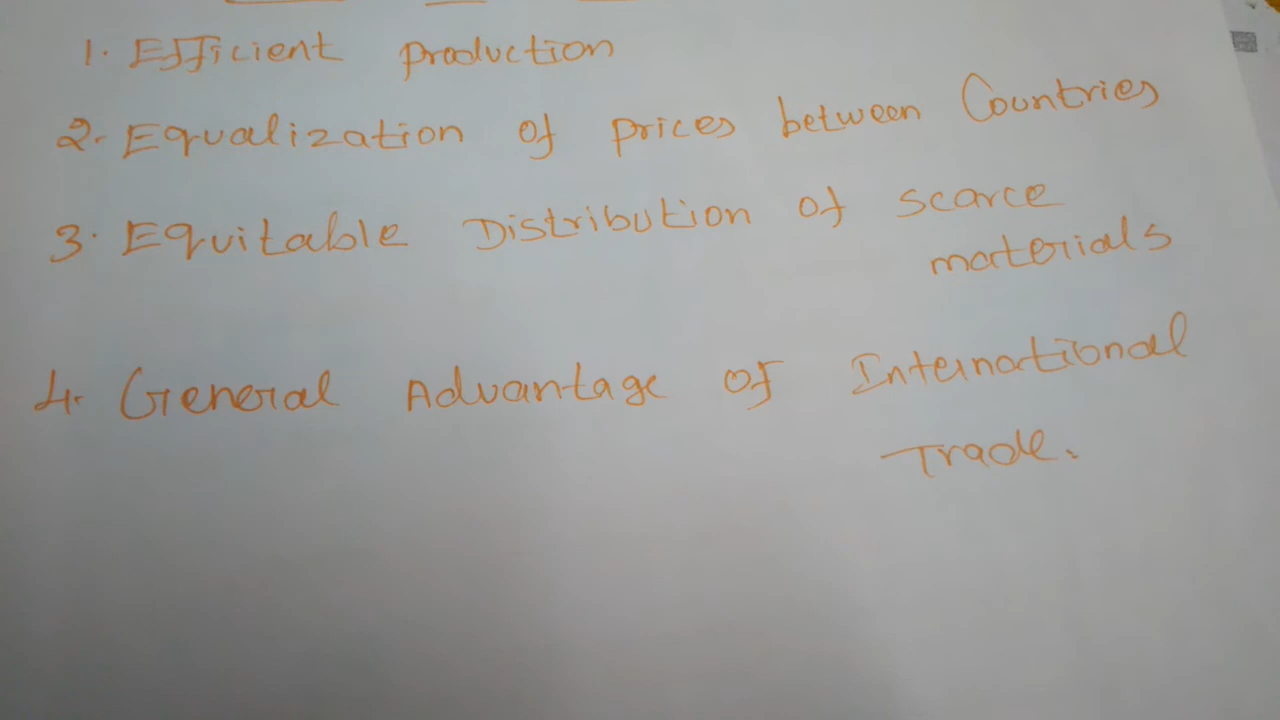 1. Efficient production
2. Equalization of prices between Countries
3. Equitable Distribution of scarce
materials
4. General Advantage of International
Trade.